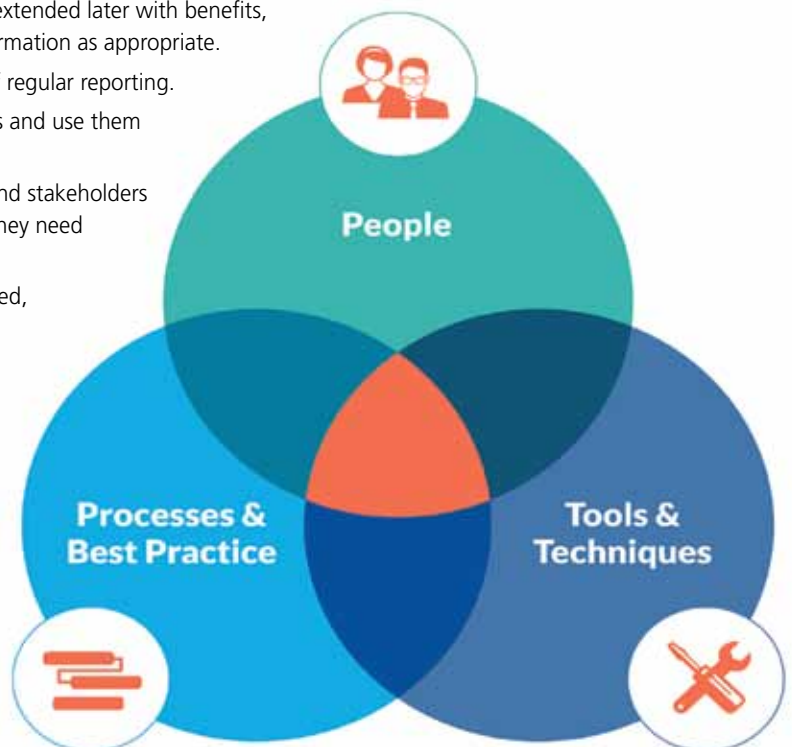 extended later with benefits,
ormation as appropriate.
regular reporting.
s and use them
nd stakeholders
hey need
ed,
People
Processes &
Best Practice
Tools &
Techniques